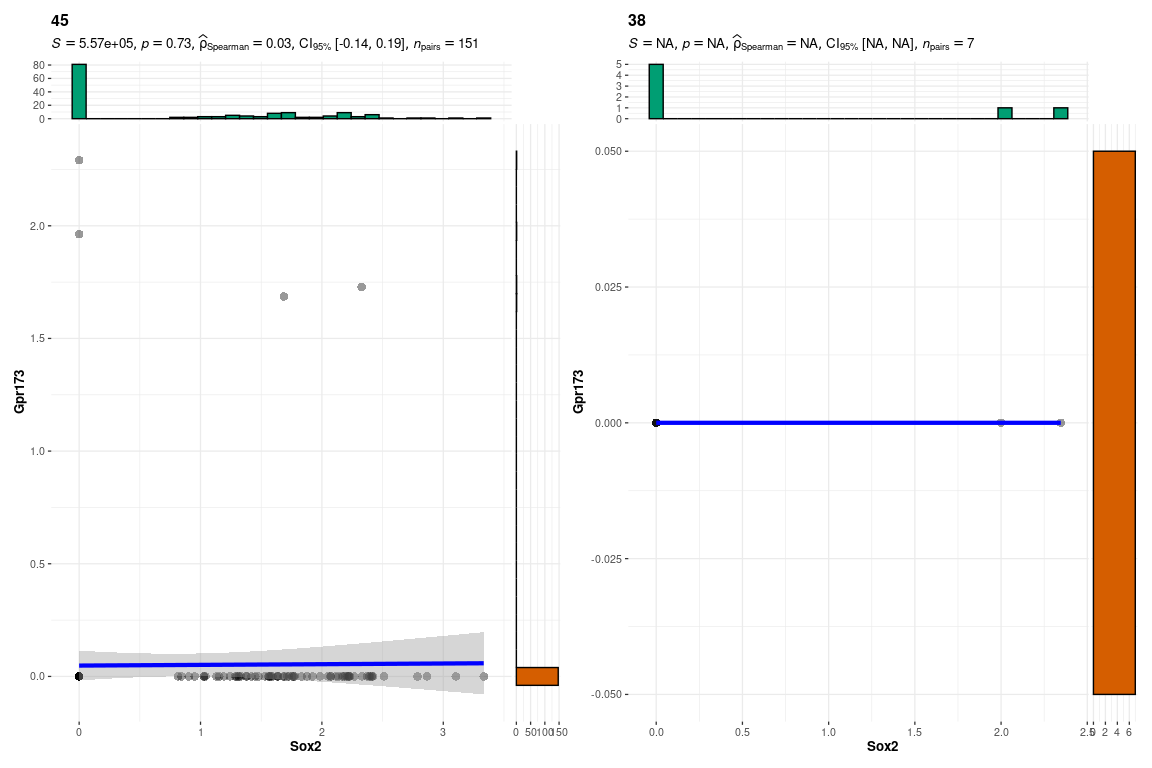 45
S = 5.57e+05, p = 0.73, ρ̂Spearman = 0.03, CI95% [-0.14, 0.19], npairs = 151
80
60
40
20
0
2.0
1.5
1.0
0.5
0.0
Gpr173
0 1 2 3
0 50 100 150
Sox2
38
S = NA, p = NA, ρ̂Spearman = NA, CI95% [NA, NA], npairs = 7
5
4
3
2
1
0
0.050
0.025
0.000
-0.025
-0.050
Gpr173
0.0 0.5 1.0 1.5 2.0 2.5
0 2 4 6
Sox2